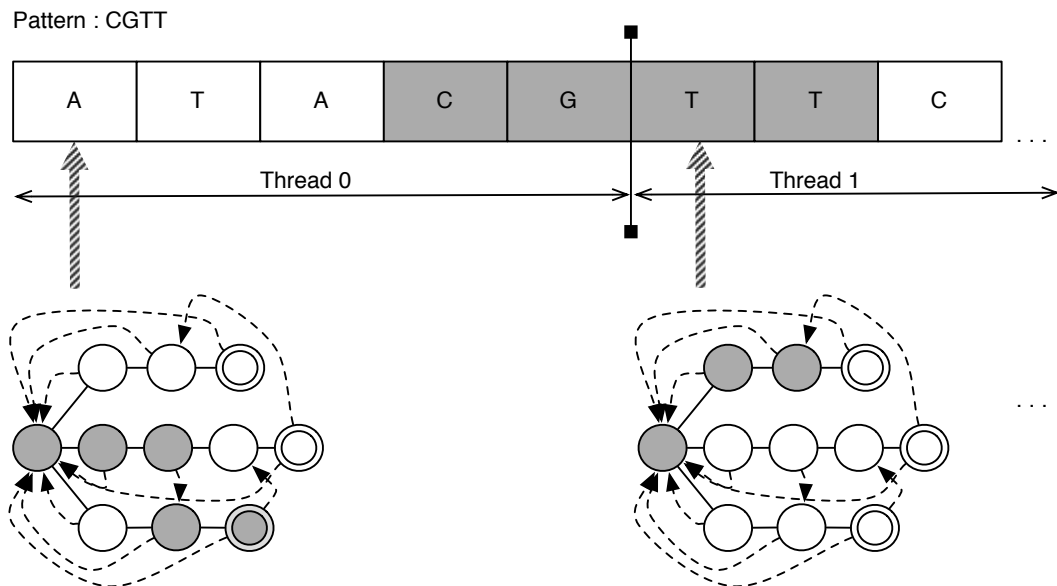 Pattern : CGTT
A T A C G T T C
. . .
Thread 0 Thread 1
. . .